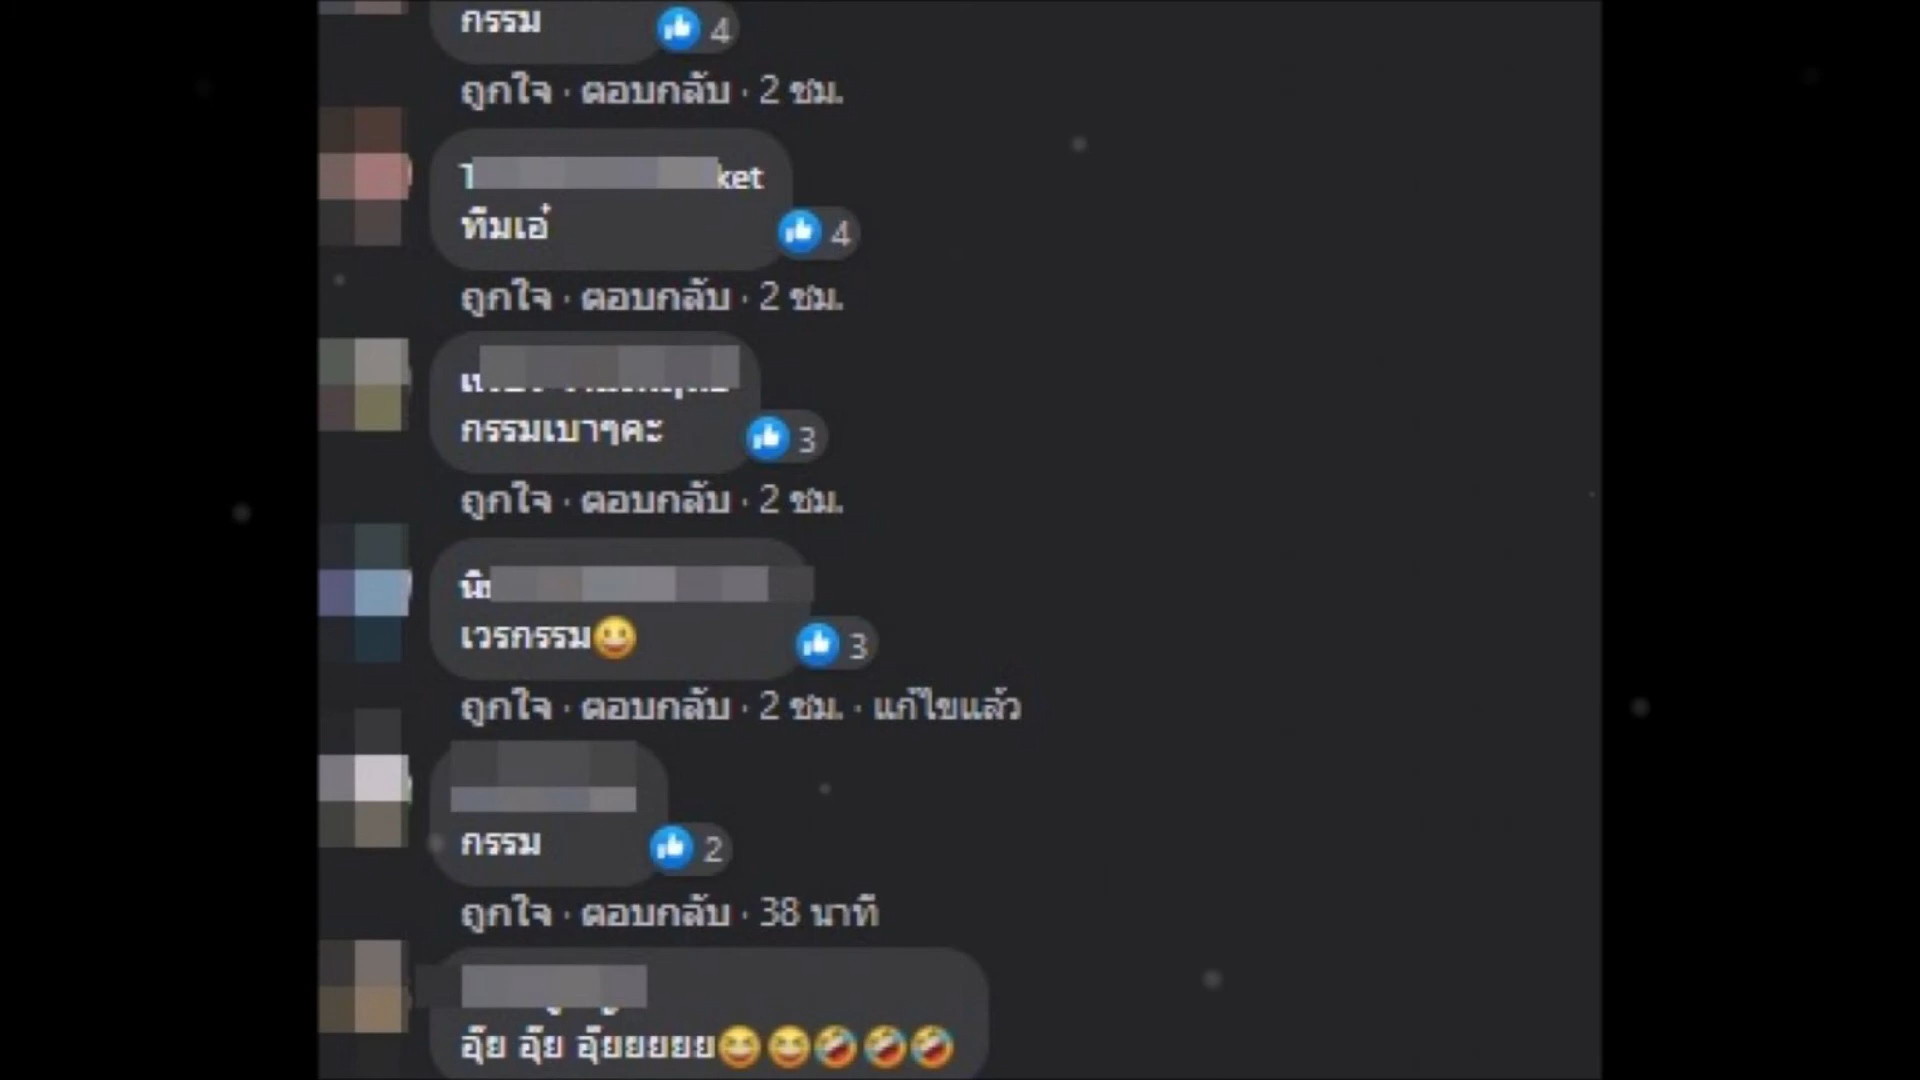 กรรม
4
ถูกใจ · ตอบกลับ · 2 ชม.
ket
ทีมเอ๋
4
ถูกใจ · ตอบกลับ · 2 ชม.
กรรมเบาๆคะ
3
ถูกใจ · ตอบกลับ · 2 ชม.
เวรกรรม😀
3
ถูกใจ · ตอบกลับ · 2 ชม. · แก้ไขแล้ว
กรรม
2
ถูกใจ · ตอบกลับ · 38 นาที
อุ๊ย อุ๊ย อุ๊ยยยยย😆😆🤣🤣🤣